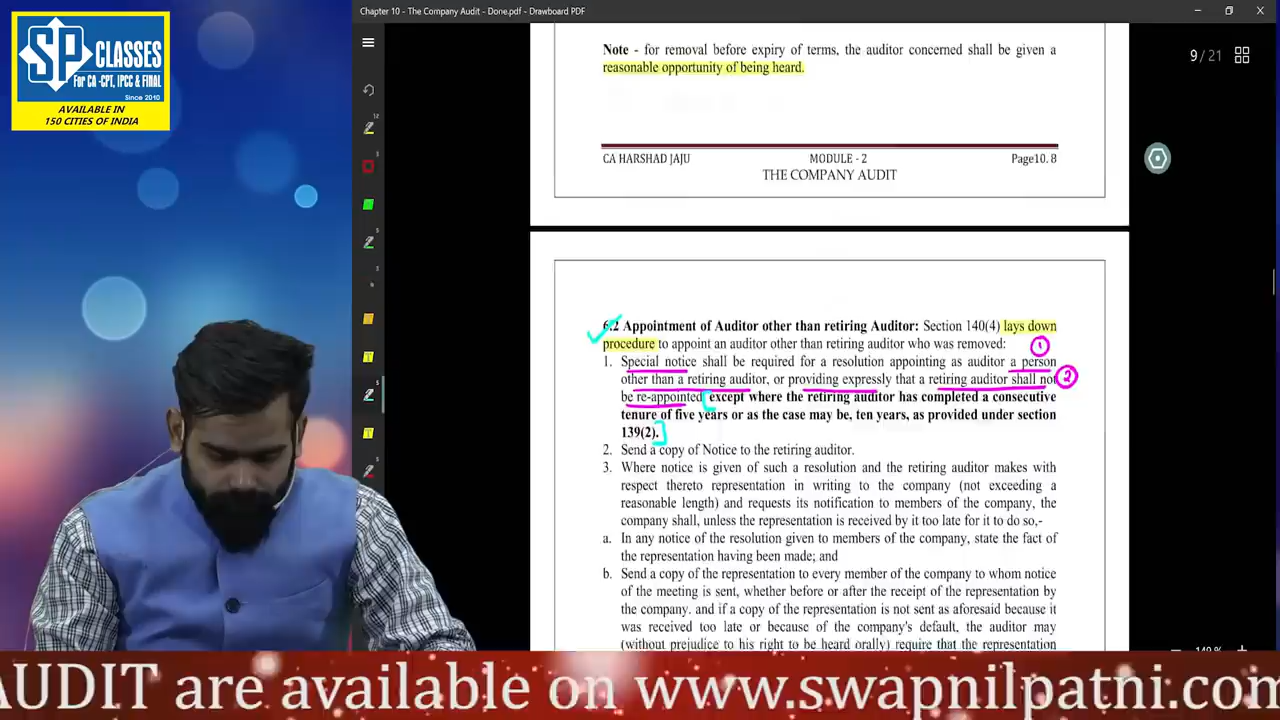 Chapter 10 - The Company Audit - Done.pdf - Drawboard PDF
SP CLASSES
For CA -CPT, IPCC & FINAL
Since 2010
AVAILABLE IN
150 CITIES OF INDIA
9 / 21
Note - for removal before expiry of terms, the auditor concerned shall be given a
reasonable opportunity of being heard.
CA HARSHAD JAJU MODULE - 2 Page10. 8
THE COMPANY AUDIT
6.2 Appointment of Auditor other than retiring Auditor: Section 140(4) lays down
procedure to appoint an auditor other than retiring auditor who was removed:
1
1. Special notice shall be required for a resolution appointing as auditor a person
other than a retiring auditor, or providing expressly that a retiring auditor shall not
2
be re-appointed except where the retiring auditor has completed a consecutive
tenure of five years or as the case may be, ten years, as provided under section
139(2).
2. Send a copy of Notice to the retiring auditor.
3. Where notice is given of such a resolution and the retiring auditor makes with
respect thereto representation in writing to the company (not exceeding a
reasonable length) and requests its notification to members of the company, the
company shall, unless the representation is received by it too late for it to do so,-
a. In any notice of the resolution given to members of the company, state the fact of
the representation having been made; and
b. Send a copy of the representation to every member of the company to whom notice
of the meeting is sent, whether before or after the receipt of the representation by
the company. and if a copy of the representation is not sent as aforesaid because it
was received too late or because of the company's default, the auditor may
(without prejudice to his right to be heard orally) require that the representation
AUDIT are available on www.swapnilpatni.com